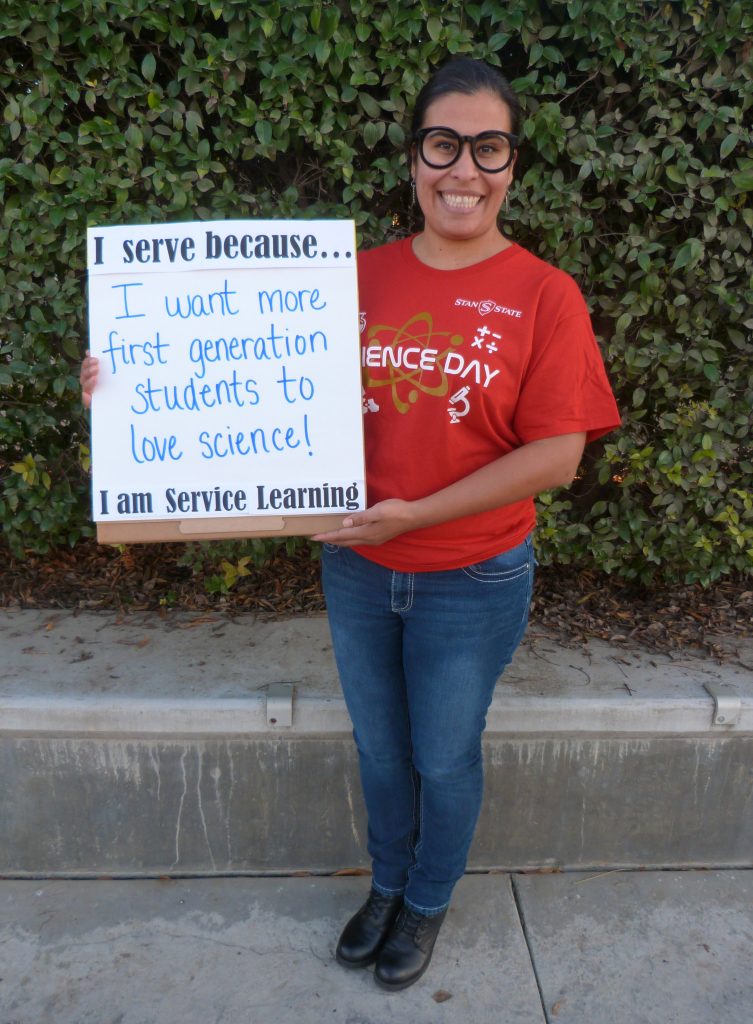 I serve because...
I want more
first generation
students to
love science!
I am Service Learning
STAN S STATE
IENCE DAY